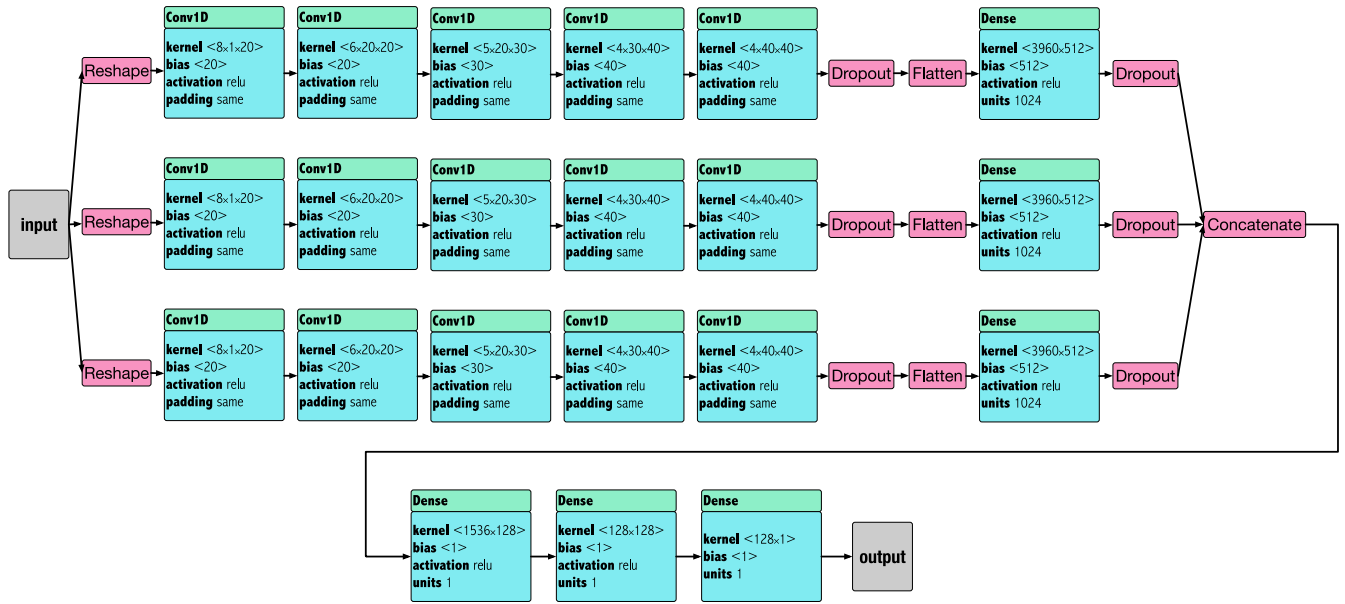 input
Reshape
Conv1D
kernel <8×1×20>
bias <20>
activation relu
padding same
Conv1D
kernel <6×20×20>
bias <20>
activation relu
padding same
Conv1D
kernel <5×20×30>
bias <30>
activation relu
padding same
Conv1D
kernel <4×30×40>
bias <40>
activation relu
padding same
Conv1D
kernel <4×40×40>
bias <40>
activation relu
padding same
Dropout
Flatten
Dense
kernel <3960×512>
bias <512>
activation relu
units 1024
Dropout
Reshape
Conv1D
kernel <8×1×20>
bias <20>
activation relu
padding same
Conv1D
kernel <6×20×20>
bias <20>
activation relu
padding same
Conv1D
kernel <5×20×30>
bias <30>
activation relu
padding same
Conv1D
kernel <4×30×40>
bias <40>
activation relu
padding same
Conv1D
kernel <4×40×40>
bias <40>
activation relu
padding same
Dropout
Flatten
Dense
kernel <3960×512>
bias <512>
activation relu
units 1024
Dropout
Concatenate
Reshape
Conv1D
kernel <8×1×20>
bias <20>
activation relu
padding same
Conv1D
kernel <6×20×20>
bias <20>
activation relu
padding same
Conv1D
kernel <5×20×30>
bias <30>
activation relu
padding same
Conv1D
kernel <4×30×40>
bias <40>
activation relu
padding same
Conv1D
kernel <4×40×40>
bias <40>
activation relu
padding same
Dropout
Flatten
Dense
kernel <3960×512>
bias <512>
activation relu
units 1024
Dropout
Dense
kernel <1536×128>
bias <1>
activation relu
units 1
Dense
kernel <128×128>
bias <1>
activation relu
units 1
Dense
kernel <128×1>
bias <1>
units 1
output